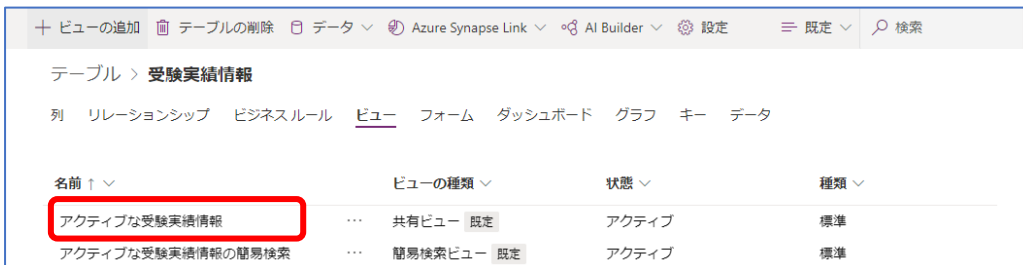 ＋ ビューの追加 テーブルの削除 データ Azure Synapse Link AI Builder 設定 既定 検索
テーブル > 受験実績情報
列 リレーションシップ ビジネス ルール ビュー フォーム ダッシュボード グラフ キー データ
名前 ↑ ビューの種類 状態 種類
アクティブな受験実績情報 … 共有ビュー 既定 アクティブ 標準
アクティブな受験実績情報の簡易検索 … 簡易検索ビュー 既定 アクティブ 標準